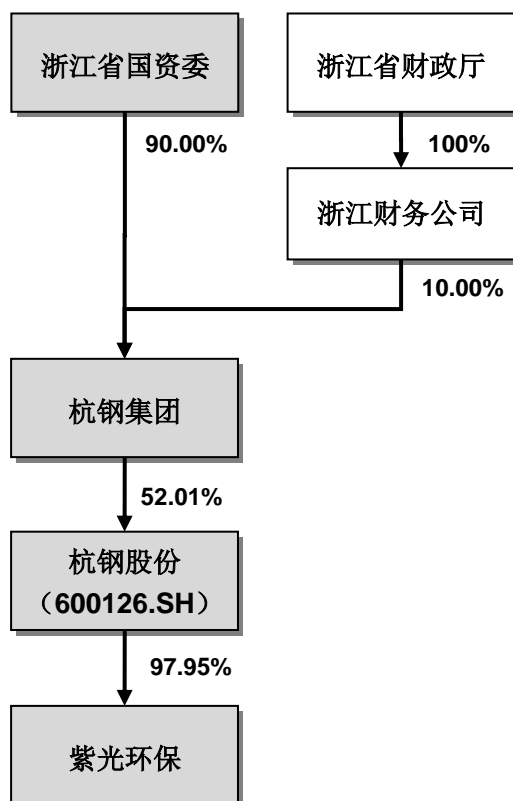 浙江省国资委
浙江省财政厅
90.00%
100%
浙江财务公司
10.00%
杭钢集团
52.01%
杭钢股份
（600126.SH）
97.95%
紫光环保